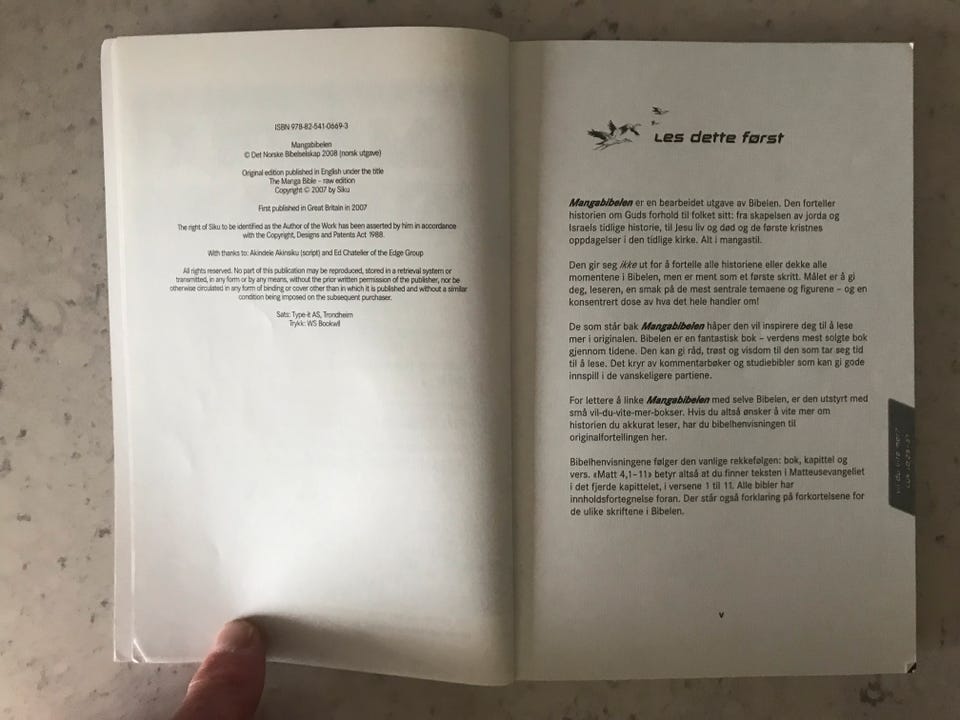 ISBN 978-82-541-0669-3
Mangabibelen
© Det Norske Bibelselskap 2008 (norsk utgave)
Original edition published in English under the title
The Manga Bible – raw edition
Copyright © 2007 by Siku
First published in Great Britain in 2007
The right of Siku to be identified as the Author of the Work has been asserted by him in accordance
with the Copyright, Designs and Patents Act 1988.
With thanks to: Akindele Akinsiku (script) and Ed Chatelier of the Edge Group
All rights reserved. No part of this publication may be reproduced, stored in a retrieval system or
transmitted, in any form or by any means, without the prior written permission of the publisher, nor be
otherwise circulated in any form of binding or cover other than in which it is published and without a similar
condition being imposed on the subsequent purchaser.
Sats: Type-it AS, Trondheim
Trykk: WS Bookwil
Les dette først
Mangabibelen er en bearbeidet utgave av Bibelen. Den forteller
historien om Guds forhold til folket sitt: fra skapelsen av jorda og
Israels tidlige historie, til Jesu liv og død og de første kristnes
oppdagelser i den tidlige kirke. Alt i mangastil.
Den gir seg ikke ut for å fortelle alle historiene eller dekke alle
momentene i Bibelen, men er ment som et første skritt. Målet er å gi
deg, leseren, en smak på de mest sentrale temaene og figurene – og en
konsentrert dose av hva det hele handler om!
De som står bak Mangabibelen håper den vil inspirere deg til å lese
mer i originalen. Bibelen er en fantastisk bok – verdens mest solgte bok
gjennom tidene. Den kan gi råd, trøst og visdom til den som tar seg tid
til å lese. Det kryr av kommentarbøker og studiebibler som kan gi gode
innspill i de vanskeligere partiene.
For lettere å linke Mangabibelen med selve Bibelen, er den utstyrt med
små vil-du-vite-mer-bokser. Hvis du altså ønsker å vite mer om
historien du akkurat leser, har du bibelhenvisningen til
originalfortellingen her.
Bibelhenvisningene følger den vanlige rekkefølgen: bok, kapittel og
vers. «Matt 4,1–11» betyr altså at du finner teksten i Matteusevangeliet
i det fjerde kapittelet, i versene 1 til 11. Alle bibler har
innholdsfortegnelse foran. Der står også forklaring på forkortelsene for
de ulike skriftene i Bibelen.
vil du vite mer?
v